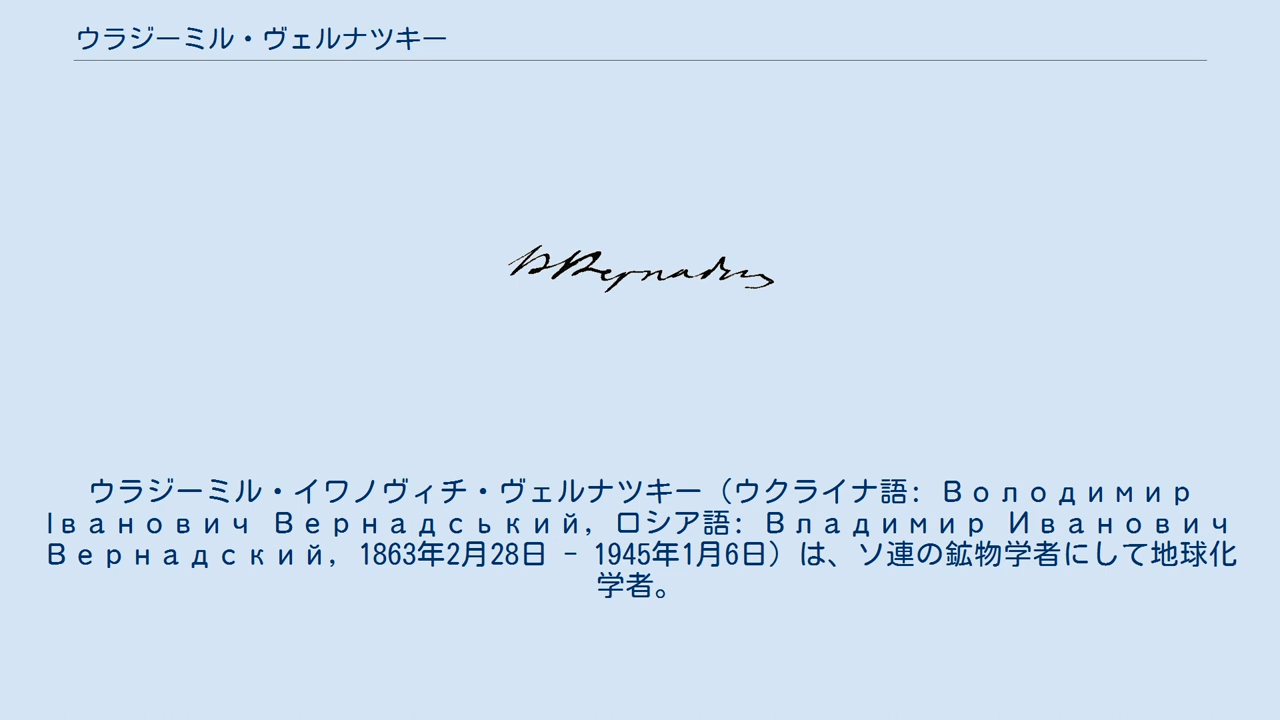 ウラジーミル・ヴェルナツキー
В Вернадск
ウラジーミル・イワノヴィチ・ヴェルナツキー（ウクライナ語: Володимир
Іванович Вернадський, ロシア語: Владимир Иванович
Вернадский, 1863年2月28日 – 1945年1月6日）は、ソ連の鉱物学者にして地球化
学者。